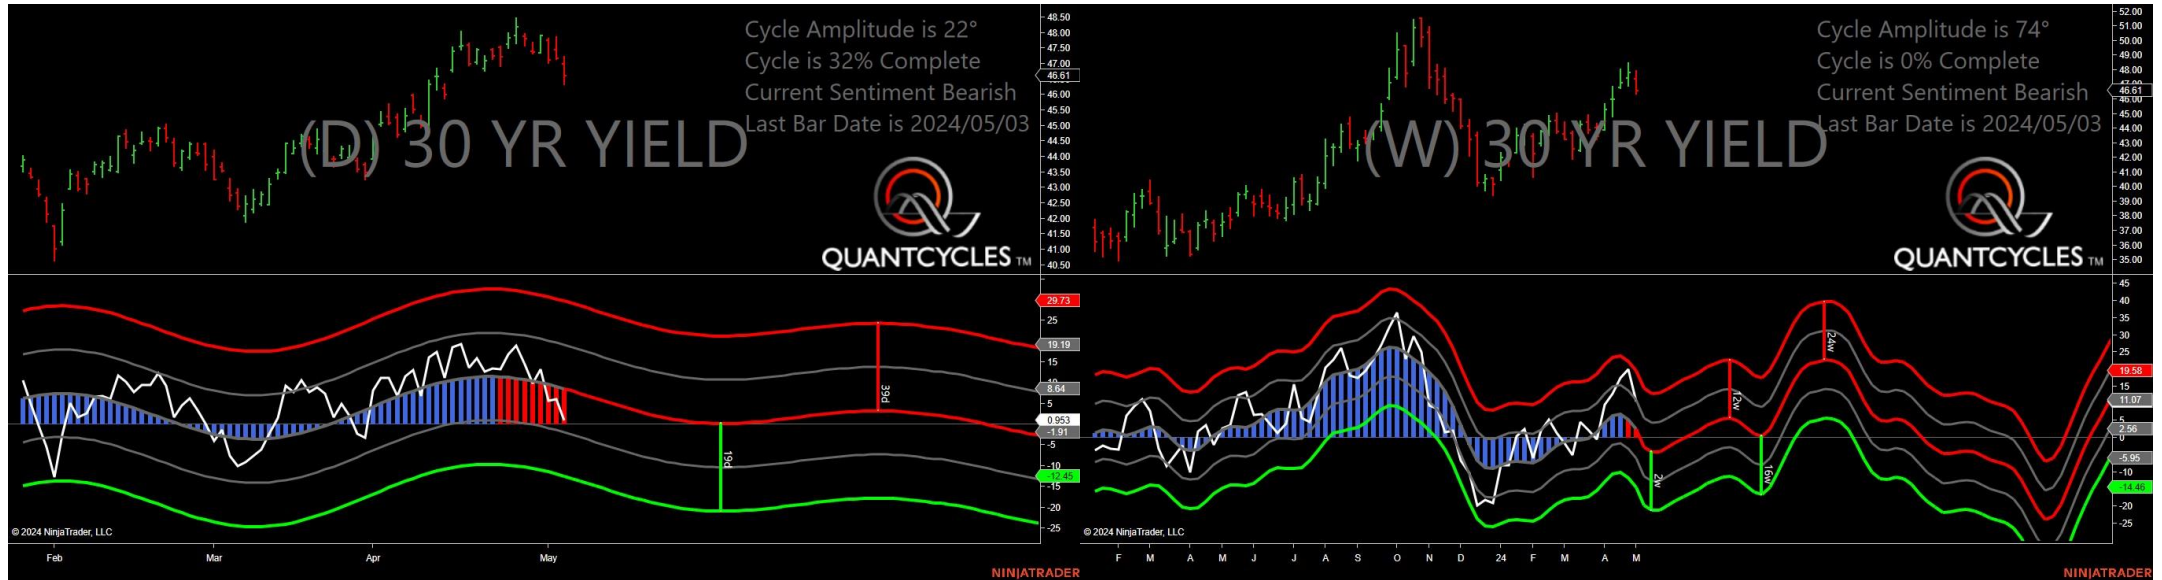 Cycle Amplitude is 22°
Cycle is 32% Complete
Current Sentiment Bearish
Last Bar Date is 2024/05/03
(D) 30 YR YIELD
QUANTCYCLES TM
48.50
48.00
47.50
47.00
46.61
46.00
45.50
45.00
44.50
44.00
43.50
43.00
42.50
42.00
41.50
41.00
40.50
29.73
25
19.19
15
10
8.64
5
0.953
-1.91
-5
-10
-12.45
-15
-20
-25
39d
19d
© 2024 NinjaTrader, LLC
Feb Mar Apr May
NINJATRADER
Cycle Amplitude is 74°
Cycle is 0% Complete
Current Sentiment Bearish
Last Bar Date is 2024/05/03
(W) 30 YR YIELD
QUANTCYCLES TM
52.00
51.00
50.00
49.00
48.00
47.00
46.61
46.00
45.00
44.00
43.00
42.00
41.00
40.00
39.00
38.00
37.00
36.00
35.00
45
40
35
30
25
19.58
15
11.07
5
2.56
0
-5.95
-10
-14.46
-20
-25
24w
12w
2w
16w
© 2024 NinjaTrader, LLC
F M A M J J A S O N D 24 F M A M
NINJATRADER